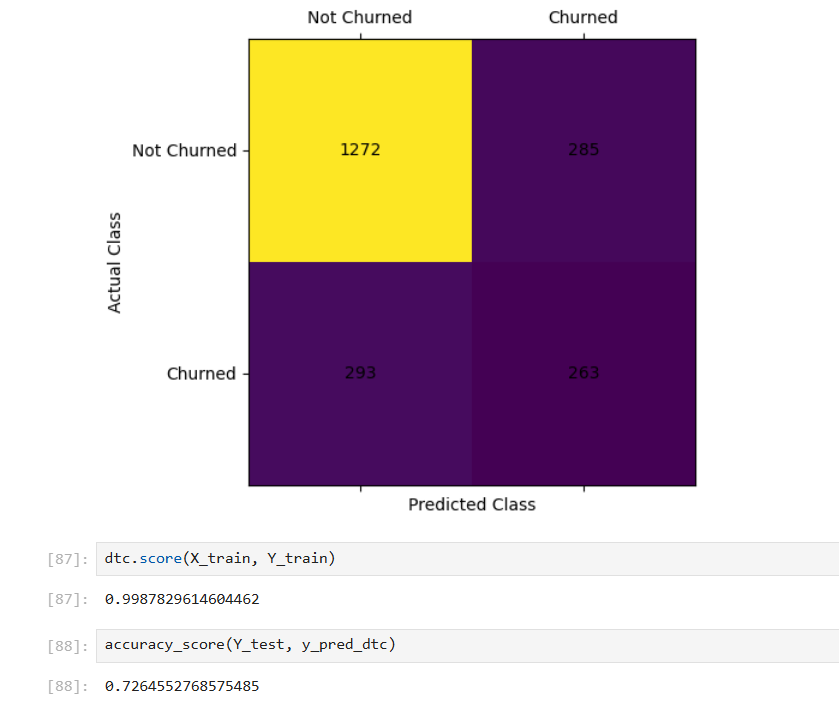 Not Churned Churned
Not Churned 1272 285
Actual Class
Churned 293 263
Predicted Class
[87]: dtc.score(X_train, Y_train)
[87]: 0.9987829614604462
[88]: accuracy_score(Y_test, y_pred_dtc)
[88]: 0.7264552768575485